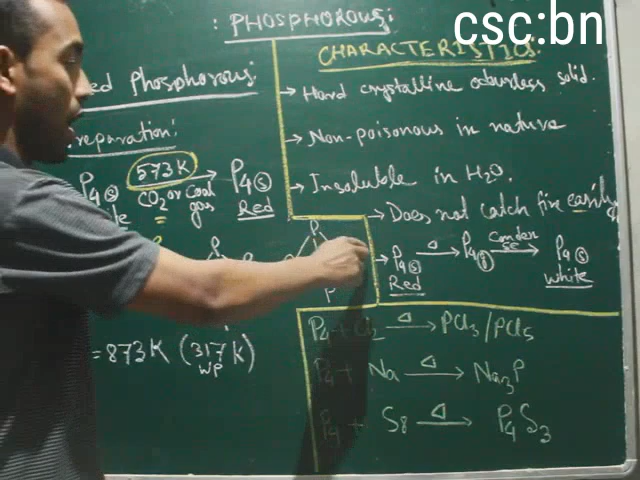 csc:bn
: PHOSPHOROUS:
CHARACTERISTICS:
ed Phosphorous:
reparation:
P4(s) 573K CO2 or Coal gas → P4(s) Red
→ Hard crystalline odourless solid.
→ Non-poisonous in nature
→ Insoluble in H2O.
→ Does not catch fire easily
→ P4(s) Red Δ→ P4(g) Condense → P4(s) White
= 873K (317K)
WP
P4 + Cl2 Δ→ PCl3/PCl5
P4 + Na Δ→ Na3P
P4 + S8 Δ→ P4S3